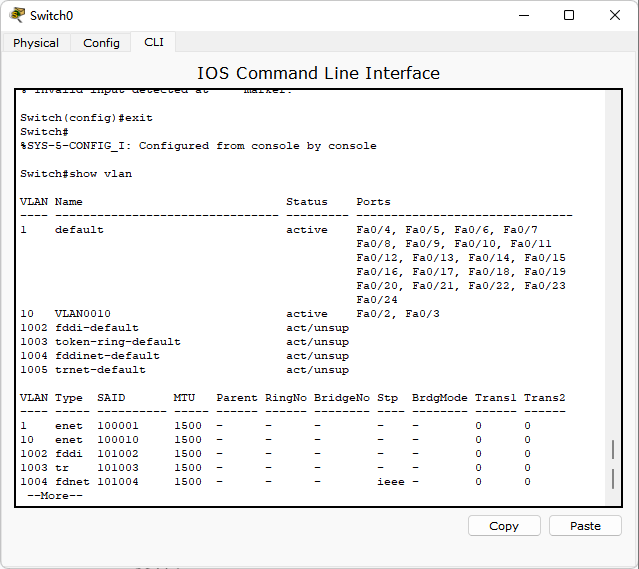 Switch0
Physical Config CLI
IOS Command Line Interface
Switch(config)#exit
Switch#
%SYS-5-CONFIG_I: Configured from console by console
Switch#show vlan
VLAN Name Status Ports
---- -------------------------------- --------- -------------------------------
1 default active Fa0/4, Fa0/5, Fa0/6, Fa0/7
Fa0/8, Fa0/9, Fa0/10, Fa0/11
Fa0/12, Fa0/13, Fa0/14, Fa0/15
Fa0/16, Fa0/17, Fa0/18, Fa0/19
Fa0/20, Fa0/21, Fa0/22, Fa0/23
Fa0/24
10 VLAN0010 active Fa0/2, Fa0/3
1002 fddi-default act/unsup
1003 token-ring-default act/unsup
1004 fddinet-default act/unsup
1005 trnet-default act/unsup
VLAN Type SAID MTU Parent RingNo BridgeNo Stp BrdgMode Trans1 Trans2
---- ----- ---------- ----- ------ ------ -------- ---- -------- ------ ------
1 enet 100001 1500 - - - - - 0 0
10 enet 100010 1500 - - - - - 0 0
1002 fddi 101002 1500 - - - - - 0 0
1003 tr 101003 1500 - - - - - 0 0
1004 fdnet 101004 1500 - - - ieee - 0 0
--More--
Copy Paste